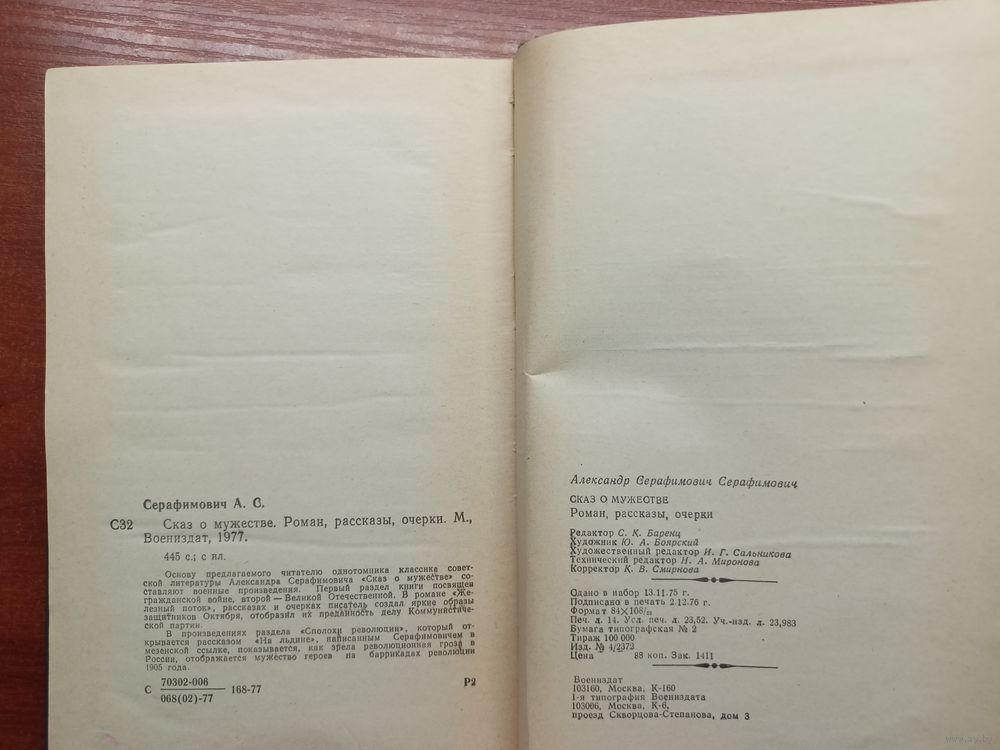 Серафимович А. С.
С32 Сказ о мужестве. Роман, рассказы, очерки. М.,
Воениздат, 1977.
445 с.; с ил.
Основу предлагаемого читателю однотомника классика совет-
ской литературы Александра Серафимовича «Сказ о мужестве» со-
ставляют военные произведения. Первый раздел книги посвящен
гражданской войне, второй — Великой Отечественной. В романе «Же-
лезный поток», рассказах и очерках писатель создал яркие образы
защитников Октября, отобразил их преданность делу Коммунистиче-
ской партии.
В произведениях раздела «Сполохи революции», который от-
крывается рассказом «На льдине», написанным Серафимовичем в
мезенской ссылке, показывается, как зрела революционная гроза в
России, отображается мужество героев на баррикадах революции
1905 года.
С 70302-006
068(02)-77 168-77 Р2
Александр Серафимович Серафимович
СКАЗ О МУЖЕСТВЕ
Роман, рассказы, очерки
Редактор С. К. Баренц
Художник Ю. А. Боярский
Художественный редактор И. Г. Сальникова
Технический редактор Н. А. Миронова
Корректор К. В. Смирнова
Сдано в набор 13.11.75 г.
Подписано в печать 2.12.76 г.
Формат 84×108/32
Печ. д. 14. Усл. печ. л. 23,52. Уч.-изд. л. 23,983
Бумага типографская № 2
Тираж 100 000
Изд. № 4/2372
Цена 88 коп. Зак. 1411
Воениздат
103160, Москва, К-160
1-я типография Воениздата
103006, Москва, К-6,
проезд Скворцова-Степанова, дом 3